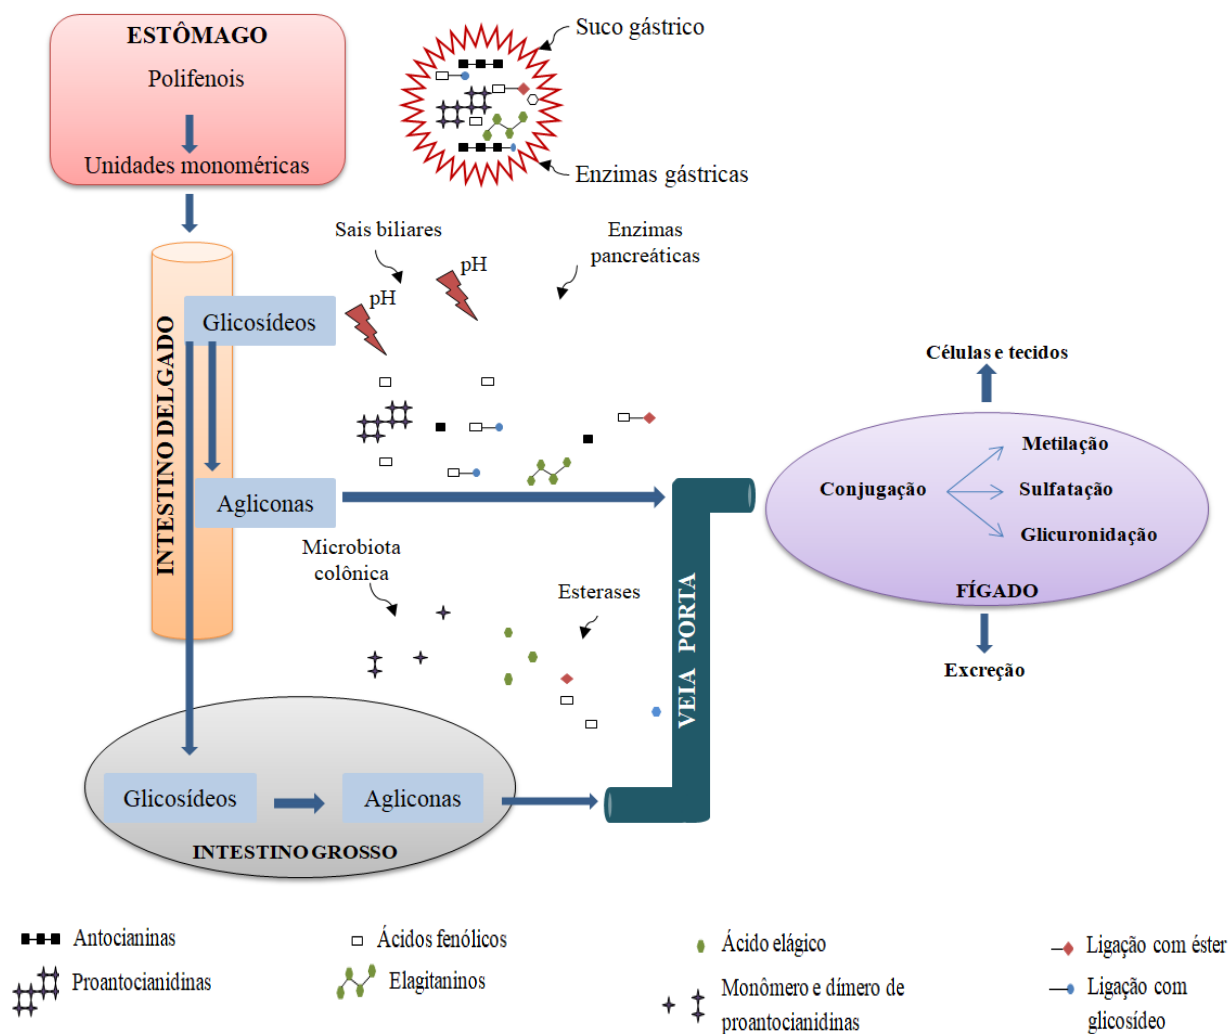 ESTÔMAGO
Polifenois
Unidades monoméricas
Suco gástrico
Enzimas gástricas
Sais biliares
Enzimas
pancreáticas
pH
pH
INTESTINO DELGADO
Glicosídeos
Agliconas
Microbiota
colônica
Esterases
VEIA PORTA
Células e tecidos
Metilação
Conjugação
Sulfatação
Glicuronidação
FÍGADO
Excreção
Glicosídeos
Agliconas
INTESTINO GROSSO
Antocianinas
Proantocianidinas
Ácidos fenólicos
Elagitaninos
Ácido elágico
Monômero e dímero de
proantocianidinas
Ligação com éster
Ligação com
glicosídeo